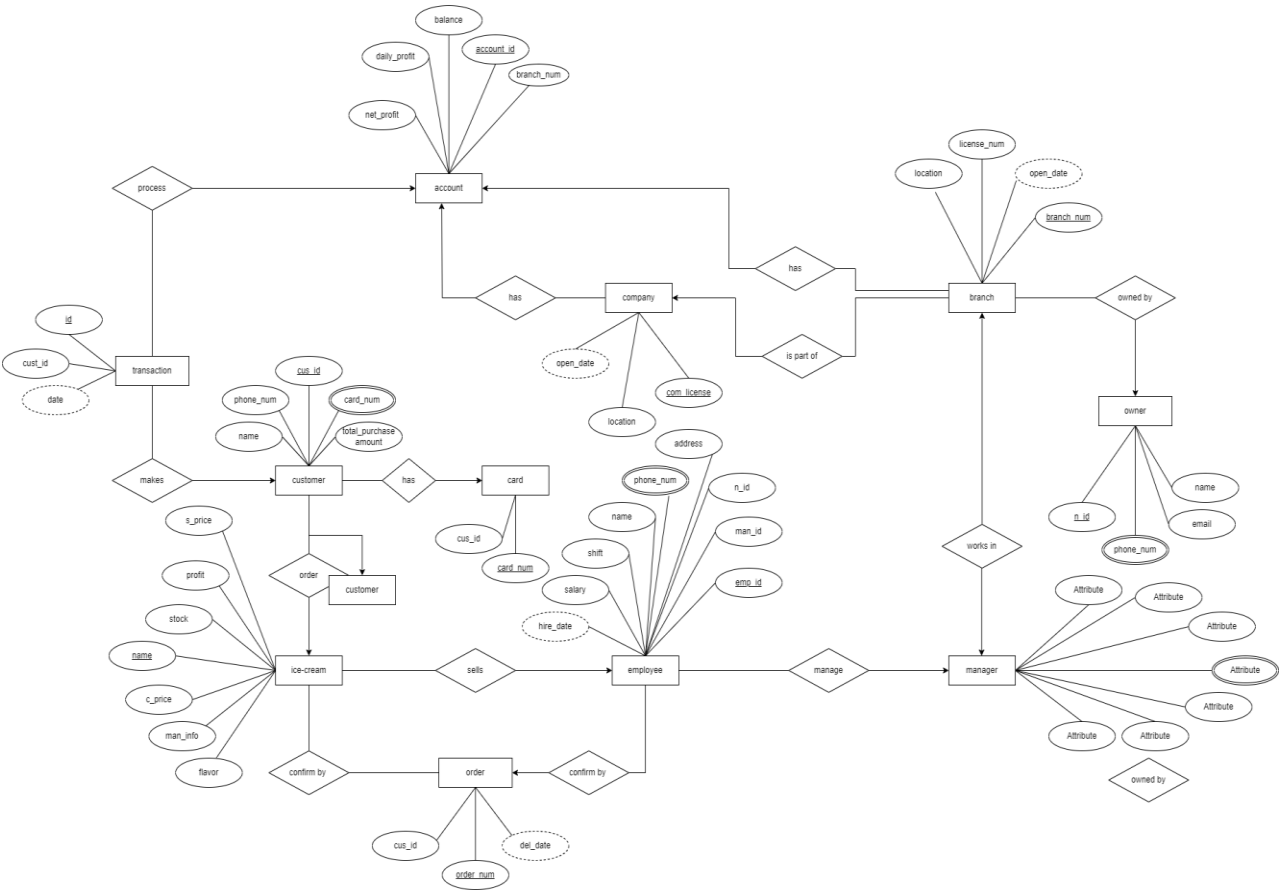 balance
account_id
daily_profit
branch_num
net_profit
license_num
location
open_date
process
account
branch_num
has
has
company
branch
owned by
id
is part of
open_date
cust_id
transaction
cus_id
com_license
date
phone_num
card_num
owner
location
name
total_purchase
amount
address
makes
customer
has
card
phone_num
n_id
name
s_price
name
n_id
email
man_id
cus_id
shift
works in
phone_num
card_num
profit
order
customer
salary
emp_id
Attribute
Attribute
stock
hire_date
Attribute
name
ice-cream
sells
employee
manage
manager
Attribute
c_price
Attribute
man_info
Attribute
Attribute
flavor
confirm by
order
confirm by
owned by
cus_id
del_date
order_num